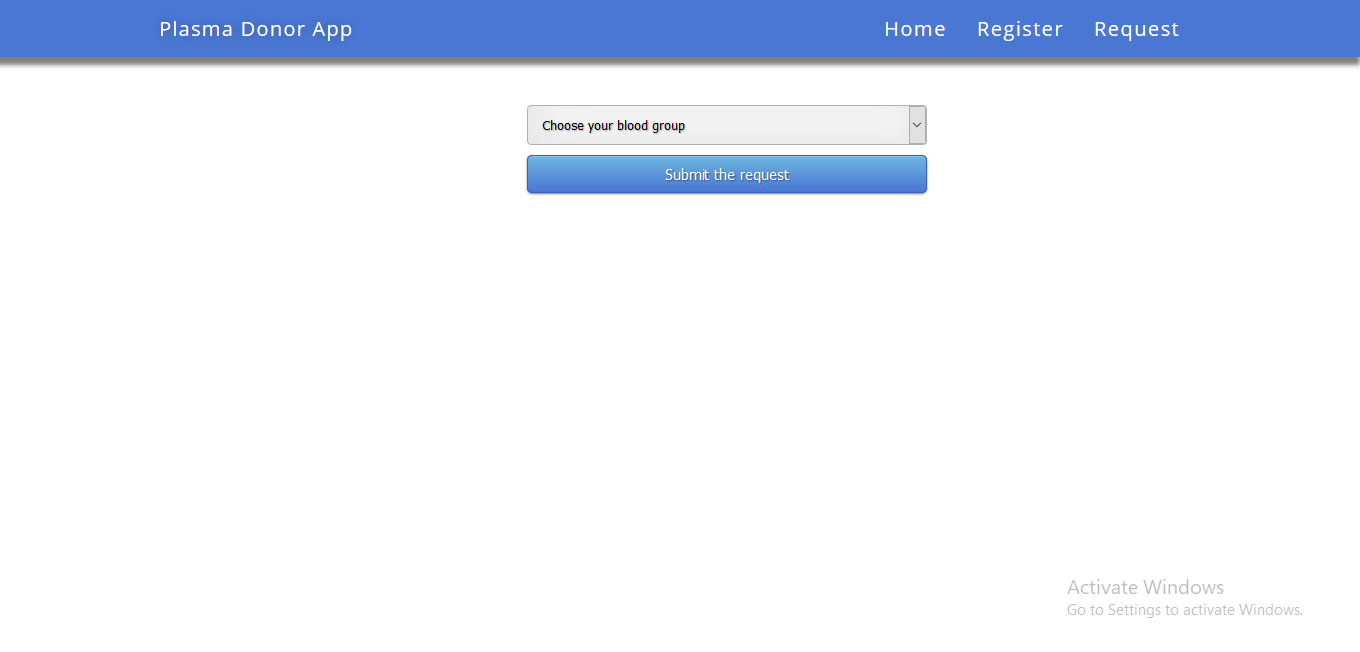 Plasma Donor App Home Register Request
Choose your blood group
Submit the request
Activate Windows
Go to Settings to activate Windows.